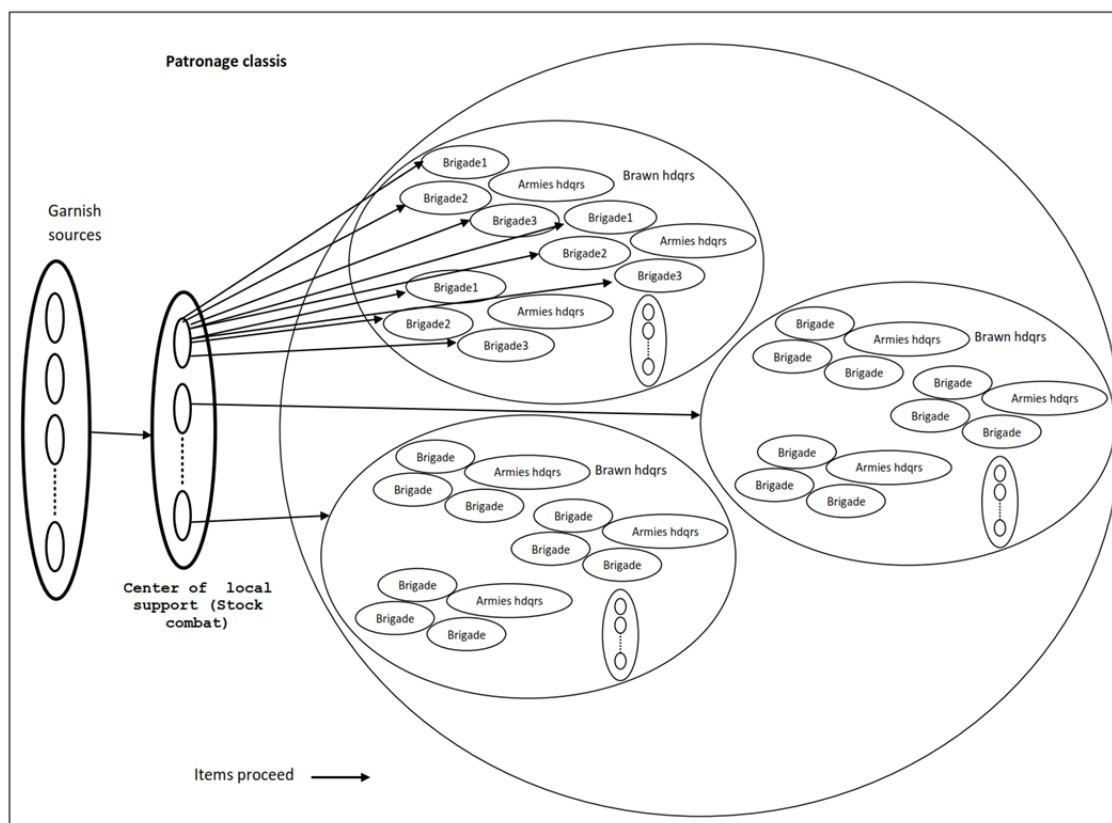 Patronage classis
Garnish
sources
Center of local
support (Stock
combat)
Brigade1
Armies hdqrs
Brawn hdqrs
Brigade2
Brigade3
Brigade1
Armies hdqrs
Brigade2
Brigade3
Brigade1
Armies hdqrs
Brigade2
Brigade3
Brigade
Armies hdqrs
Brawn hdqrs
Brigade
Brigade
Brigade
Armies hdqrs
Brigade
Brigade
Brigade
Armies hdqrs
Brigade
Brigade
Brigade
Armies hdqrs
Brawn hdqrs
Brigade
Brigade
Brigade
Armies hdqrs
Brigade
Brigade
Brigade
Armies hdqrs
Brigade
Brigade
Items proceed